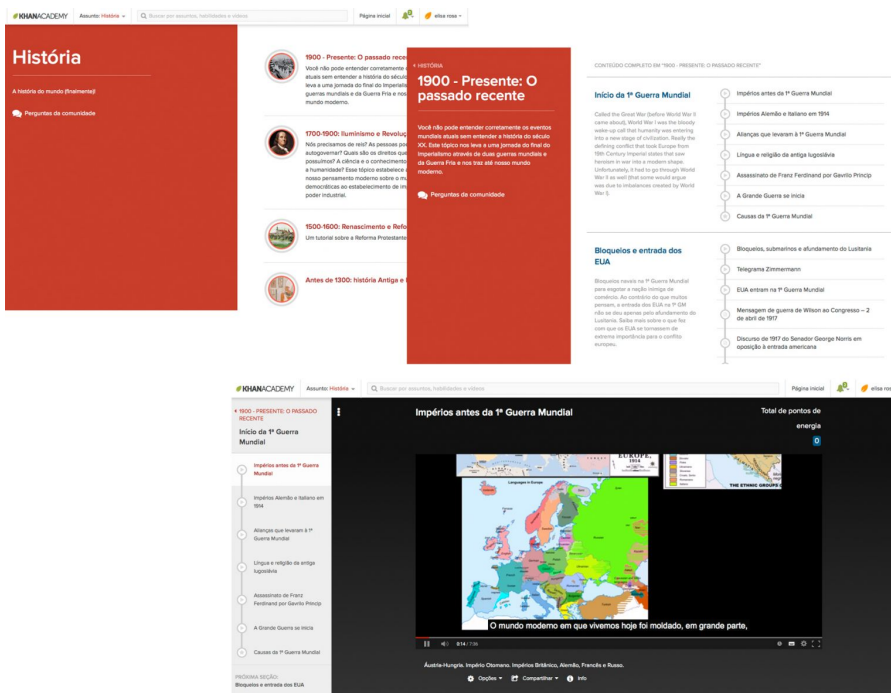 KHANACADEMY Assunto: História Buscar por assuntos, habilidades e vídeos Página inicial elisa rosa
História
A história do mundo (finalmente)!
Perguntas da comunidade
1900 - Presente: O passado rece
Você não pode entender corretamente
atuais sem entender a história do século
leva a uma jornada do final do Imperialis
guerras mundiais e da Guerra Fria e nos
mundo moderno.
1700-1900: Iluminismo e Revoluç
Nós precisamos de reis? As pessoas po
autogovernar? Quais são os direitos que
possuímos? A ciência e o conhecimento
a humanidade? Esse tópico estabelece
nosso pensamento moderno sobre o mu
democráticas ao estabelecimento de im
poder industrial.
1500-1600: Renascimento e Refo
Um tutorial sobre a Reforma Protestante
Antes de 1300: história Antiga e
HISTÓRIA
1900 - Presente: O
passado recente
Você não pode entender corretamente os eventos
mundiais atuais sem entender a história do século
XX. Este tópico nos leva a uma jornada do final do
Imperialismo através de duas guerras mundiais e
da Guerra Fria e nos traz até nosso mundo
moderno.
Perguntas da comunidade
CONTEÚDO COMPLETO EM "1900 - PRESENTE: O PASSADO RECENTE"
Início da 1ª Guerra
Mundial
Called the Great War (before World War II
came about), World War I was the bloody
wake-up call that humanity was entering
into a new stage of civilization. Really the
defining conflict that took Europe from
19th Century Imperial states that saw
heroism in war into a modern shape.
Unfortunately, it had to go through World
War II as well (that some would argue
was due to imbalances created by World
War I).
Impérios antes da 1ª Guerra Mundial
Impérios Alemão e Italiano em 1914
Alianças que levaram à 1ª Guerra Mundial
Língua e religião da antiga Iugoslávia
Assassinato de Franz Ferdinand por Gavrilo Princip
A Grande Guerra se inicia
Causas da 1ª Guerra Mundial
Bloqueios e entrada dos
EUA
Bloqueios navais na 1ª Guerra Mundial
para esgotar a nação inimiga de
comércio. Ao contrário do que muitos
pensam, a entrada dos EUA na 1ª GM
não se deu apenas pelo afundamento do
Lusitania. Saiba mais sobre o que fez
com que os EUA se tornassem de
extrema importância para o conflito
europeu.
Bloqueios, submarinos e afundamento do Lusitania
Telegrama Zimmermann
EUA entram na 1ª Guerra Mundial
Mensagem de guerra de Wilson ao Congresso – 2
de abril de 1917
Discurso de 1917 do Senador George Norris em
oposição à entrada americana
KHANACADEMY Assunto: História Buscar por assuntos, habilidades e vídeos Página inicial elisa ros
1900 - PRESENTE: O PASSADO
RECENTE
Início da 1ª Guerra
Mundial
Impérios antes da 1ª Guerra
Mundial
Impérios Alemão e Italiano em
1914
Alianças que levaram à 1ª
Guerra Mundial
Língua e religião da antiga
Iugoslávia
Assassinato de Franz
Ferdinand por Gavrilo Princip
A Grande Guerra se inicia
Causas da 1ª Guerra Mundial
PRÓXIMA SEÇÃO:
Bloqueios e entrada dos EUA
Impérios antes da 1ª Guerra Mundial
Total de pontos de
energia
0
EUROPE,
1914
THE ETHNIC GROUPS
Languages in Europe
O mundo moderno em que vivemos hoje foi moldado, em grande parte,
0:14
Áustria-Hungria. Império Otomano. Impérios Britânico, Alemão, Francês e Russo.
Opções Compartilhar Info